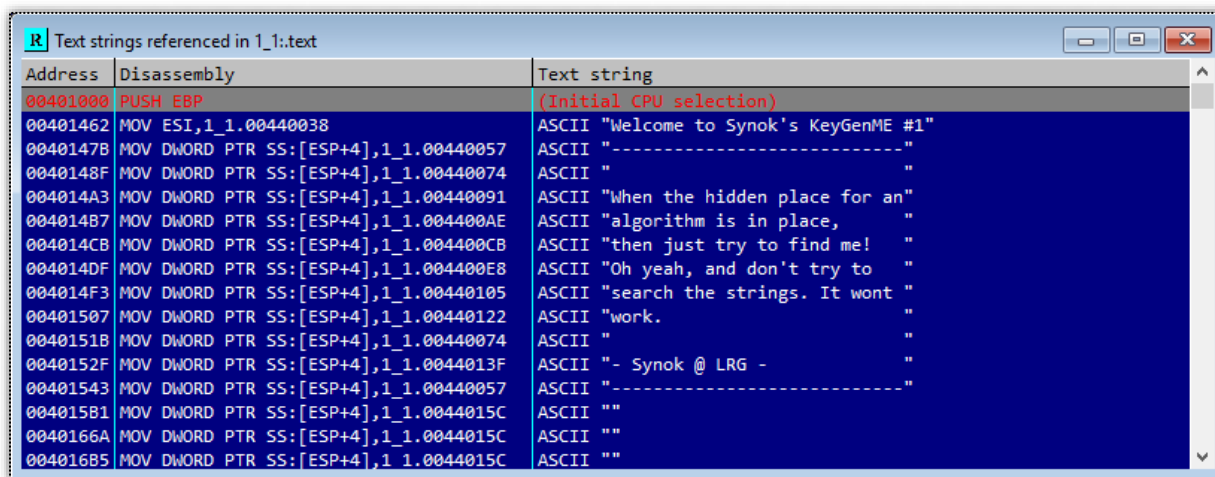 R Text strings referenced in 1_1:.text
Address Disassembly Text string
00401000 PUSH EBP (Initial CPU selection)
00401462 MOV ESI,1_1.00440038 ASCII "Welcome to Synok's KeyGenME #1"
0040147B MOV DWORD PTR SS:[ESP+4],1_1.00440057 ASCII "----------------------------"
0040148F MOV DWORD PTR SS:[ESP+4],1_1.00440074 ASCII "                            "
004014A3 MOV DWORD PTR SS:[ESP+4],1_1.00440091 ASCII "When the hidden place for an"
004014B7 MOV DWORD PTR SS:[ESP+4],1_1.004400AE ASCII "algorithm is in place,      "
004014CB MOV DWORD PTR SS:[ESP+4],1_1.004400CB ASCII "then just try to find me!   "
004014DF MOV DWORD PTR SS:[ESP+4],1_1.004400E8 ASCII "Oh yeah, and don't try to   "
004014F3 MOV DWORD PTR SS:[ESP+4],1_1.00440105 ASCII "search the strings. It wont "
00401507 MOV DWORD PTR SS:[ESP+4],1_1.00440122 ASCII "work.                       "
0040151B MOV DWORD PTR SS:[ESP+4],1_1.00440074 ASCII "                            "
0040152F MOV DWORD PTR SS:[ESP+4],1_1.0044013F ASCII "- Synok @ LRG -             "
00401543 MOV DWORD PTR SS:[ESP+4],1_1.00440057 ASCII "----------------------------"
004015B1 MOV DWORD PTR SS:[ESP+4],1_1.0044015C ASCII ""
0040166A MOV DWORD PTR SS:[ESP+4],1_1.0044015C ASCII ""
004016B5 MOV DWORD PTR SS:[ESP+4],1_1.0044015C ASCII ""